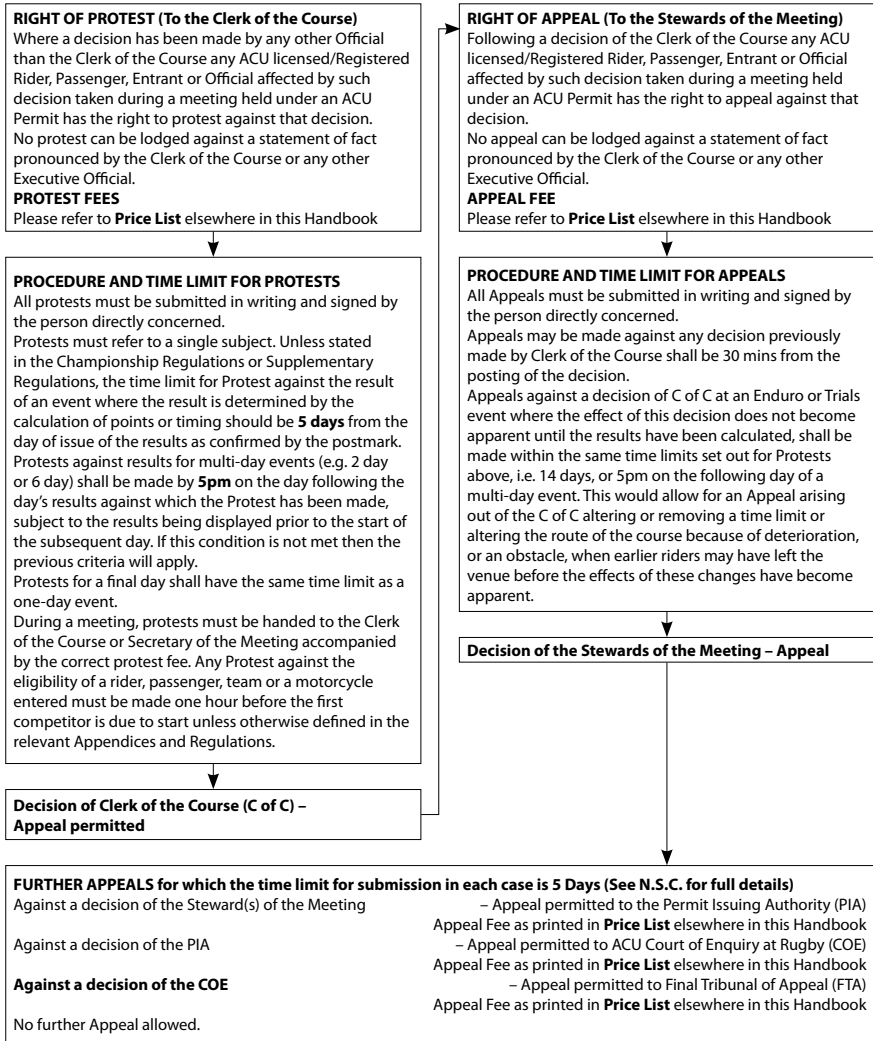 RIGHT OF PROTEST (To the Clerk of the Course)
Where a decision has been made by any other Official
than the Clerk of the Course any ACU licensed/Registered
Rider, Passenger, Entrant or Official affected by such
decision taken during a meeting held under an ACU
Permit has the right to protest against that decision.
No protest can be lodged against a statement of fact
pronounced by the Clerk of the Course or any other
Executive Official.
PROTEST FEES
Please refer to Price List elsewhere in this Handbook
PROCEDURE AND TIME LIMIT FOR PROTESTS
All protests must be submitted in writing and signed by
the person directly concerned.
Protests must refer to a single subject. Unless stated
in the Championship Regulations or Supplementary
Regulations, the time limit for Protest against the result
of an event where the result is determined by the
calculation of points or timing should be 5 days from the
day of issue of the results as confirmed by the postmark.
Protests against results for multi-day events (e.g. 2 day
or 6 day) shall be made by 5pm on the day following the
day's results against which the Protest has been made,
subject to the results being displayed prior to the start of
the subsequent day. If this condition is not met then the
previous criteria will apply.
Protests for a final day shall have the same time limit as a
one-day event.
During a meeting, protests must be handed to the Clerk
of the Course or Secretary of the Meeting accompanied
by the correct protest fee. Any Protest against the
eligibility of a rider, passenger, team or a motorcycle
entered must be made one hour before the first
competitor is due to start unless otherwise defined in the
relevant Appendices and Regulations.
Decision of Clerk of the Course (C of C) –
Appeal permitted
RIGHT OF APPEAL (To the Stewards of the Meeting)
Following a decision of the Clerk of the Course any ACU
licensed/Registered Rider, Passenger, Entrant or Official
affected by such decision taken during a meeting held
under an ACU Permit has the right to appeal against that
decision.
No appeal can be lodged against a statement of fact
pronounced by the Clerk of the Course or any other
Executive Official.
APPEAL FEE
Please refer to Price List elsewhere in this Handbook
PROCEDURE AND TIME LIMIT FOR APPEALS
All Appeals must be submitted in writing and signed by
the person directly concerned.
Appeals may be made against any decision previously
made by Clerk of the Course shall be 30 mins from the
posting of the decision.
Appeals against a decision of C of C at an Enduro or Trials
event where the effect of this decision does not become
apparent until the results have been calculated, shall be
made within the same time limits set out for Protests
above, i.e. 14 days, or 5pm on the following day of a
multi-day event. This would allow for an Appeal arising
out of the C of C altering or removing a time limit or
altering the route of the course because of deterioration,
or an obstacle, when earlier riders may have left the
venue before the effects of these changes have become
apparent.
Decision of the Stewards of the Meeting – Appeal
FURTHER APPEALS for which the time limit for submission in each case is 5 Days (See N.S.C. for full details)
Against a decision of the Steward(s) of the Meeting – Appeal permitted to the Permit Issuing Authority (PIA)
Appeal Fee as printed in Price List elsewhere in this Handbook
Against a decision of the PIA – Appeal permitted to ACU Court of Enquiry at Rugby (COE)
Appeal Fee as printed in Price List elsewhere in this Handbook
Against a decision of the COE – Appeal permitted to Final Tribunal of Appeal (FTA)
Appeal Fee as printed in Price List elsewhere in this Handbook
No further Appeal allowed.